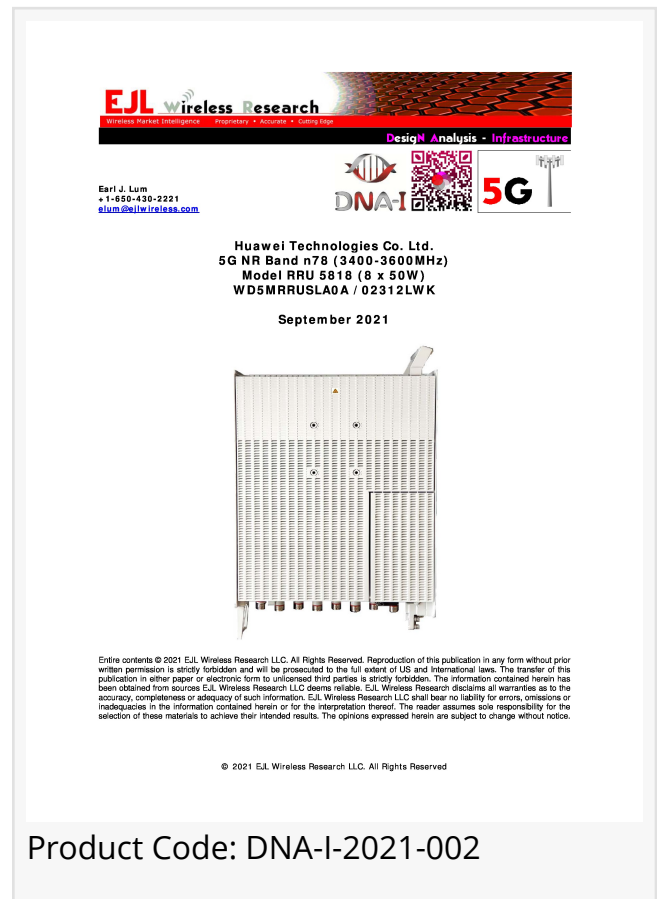 EJL Wireless Research
Wireless Market Intelligence Proprietary • Accurate • Cutting Edge
DesigN Analysis - Infrastructure
Earl J. Lum
+1-650-430-2221
elum@ejlwireless.com
DNA-I
5G
Huawei Technologies Co. Ltd.
5G NR Band n78 (3400-3600MHz)
Model RRU 5818 (8 x 50W)
WD5MRRUSLA0A / 02312LWK
September 2021
Entire contents © 2021 EJL Wireless Research LLC. All Rights Reserved. Reproduction of this publication in any form without prior
written permission is strictly forbidden and will be prosecuted to the full extent of US and International laws. The transfer of this
publication in either paper or electronic form to unlicensed third parties is strictly forbidden. The information contained herein has
been obtained from sources EJL Wireless Research LLC deems reliable. EJL Wireless Research disclaims all warranties as to the
accuracy, completeness or adequacy of such information. EJL Wireless Research LLC shall bear no liability for errors, omissions or
inadequacies in the information contained herein or for the interpretation thereof. The reader assumes sole responsibility for the
selection of these materials to achieve their intended results. The opinions expressed herein are subject to change without notice.
© 2021 EJL Wireless Research LLC. All Rights Reserved
Product Code: DNA-I-2021-002